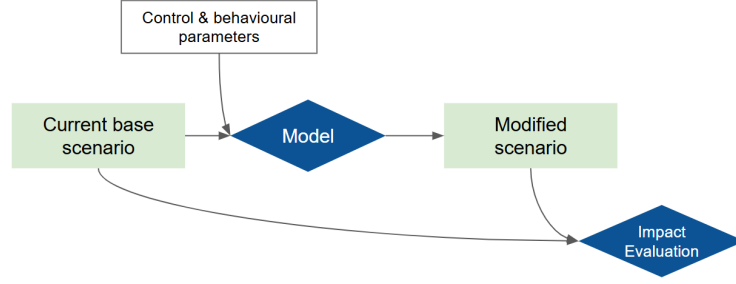 Control & behavioural
parameters
Current base
scenario
Model
Modified
scenario
Impact
Evaluation